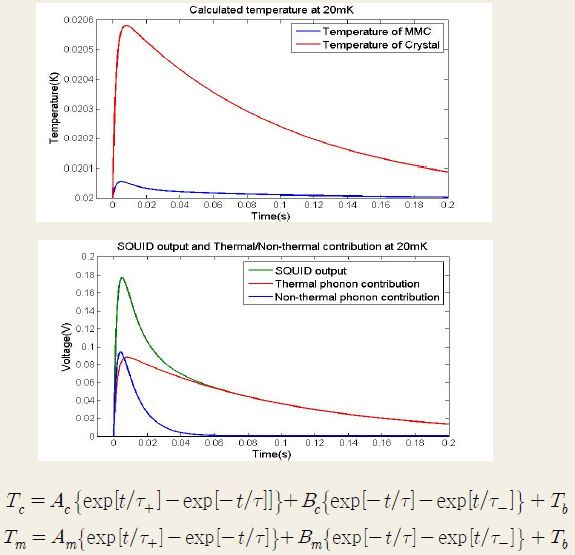 Calculated temperature at 20mK
Temperature of MMC
Temperature of Crystal
Temperature(K)
0.0206
0.0205
0.0204
0.0203
0.0202
0.0201
0.02
0 0.02 0.04 0.06 0.08 0.1 0.12 0.14 0.16 0.18 0.2
Time(s)
SQUID output and Thermal/Non-thermal contribution at 20mK
SQUID output
Thermal phonon contribution
Non-thermal phonon contribution
Voltage(V)
0.2
0.18
0.16
0.14
0.12
0.1
0.08
0.06
0.04
0.02
0
0 0.02 0.04 0.06 0.08 0.1 0.12 0.14 0.16 0.18 0.2
Time(s)
T_c = A_c{exp[t/τ_+]−exp[−t/τ]]}+B_c{exp[−t/τ]−exp[t/τ_−]} + T_b
T_m = A_m{exp[t/τ_+]−exp[−t/τ]}+B_m{exp[−t/τ]−exp[t/τ_−]} + T_b